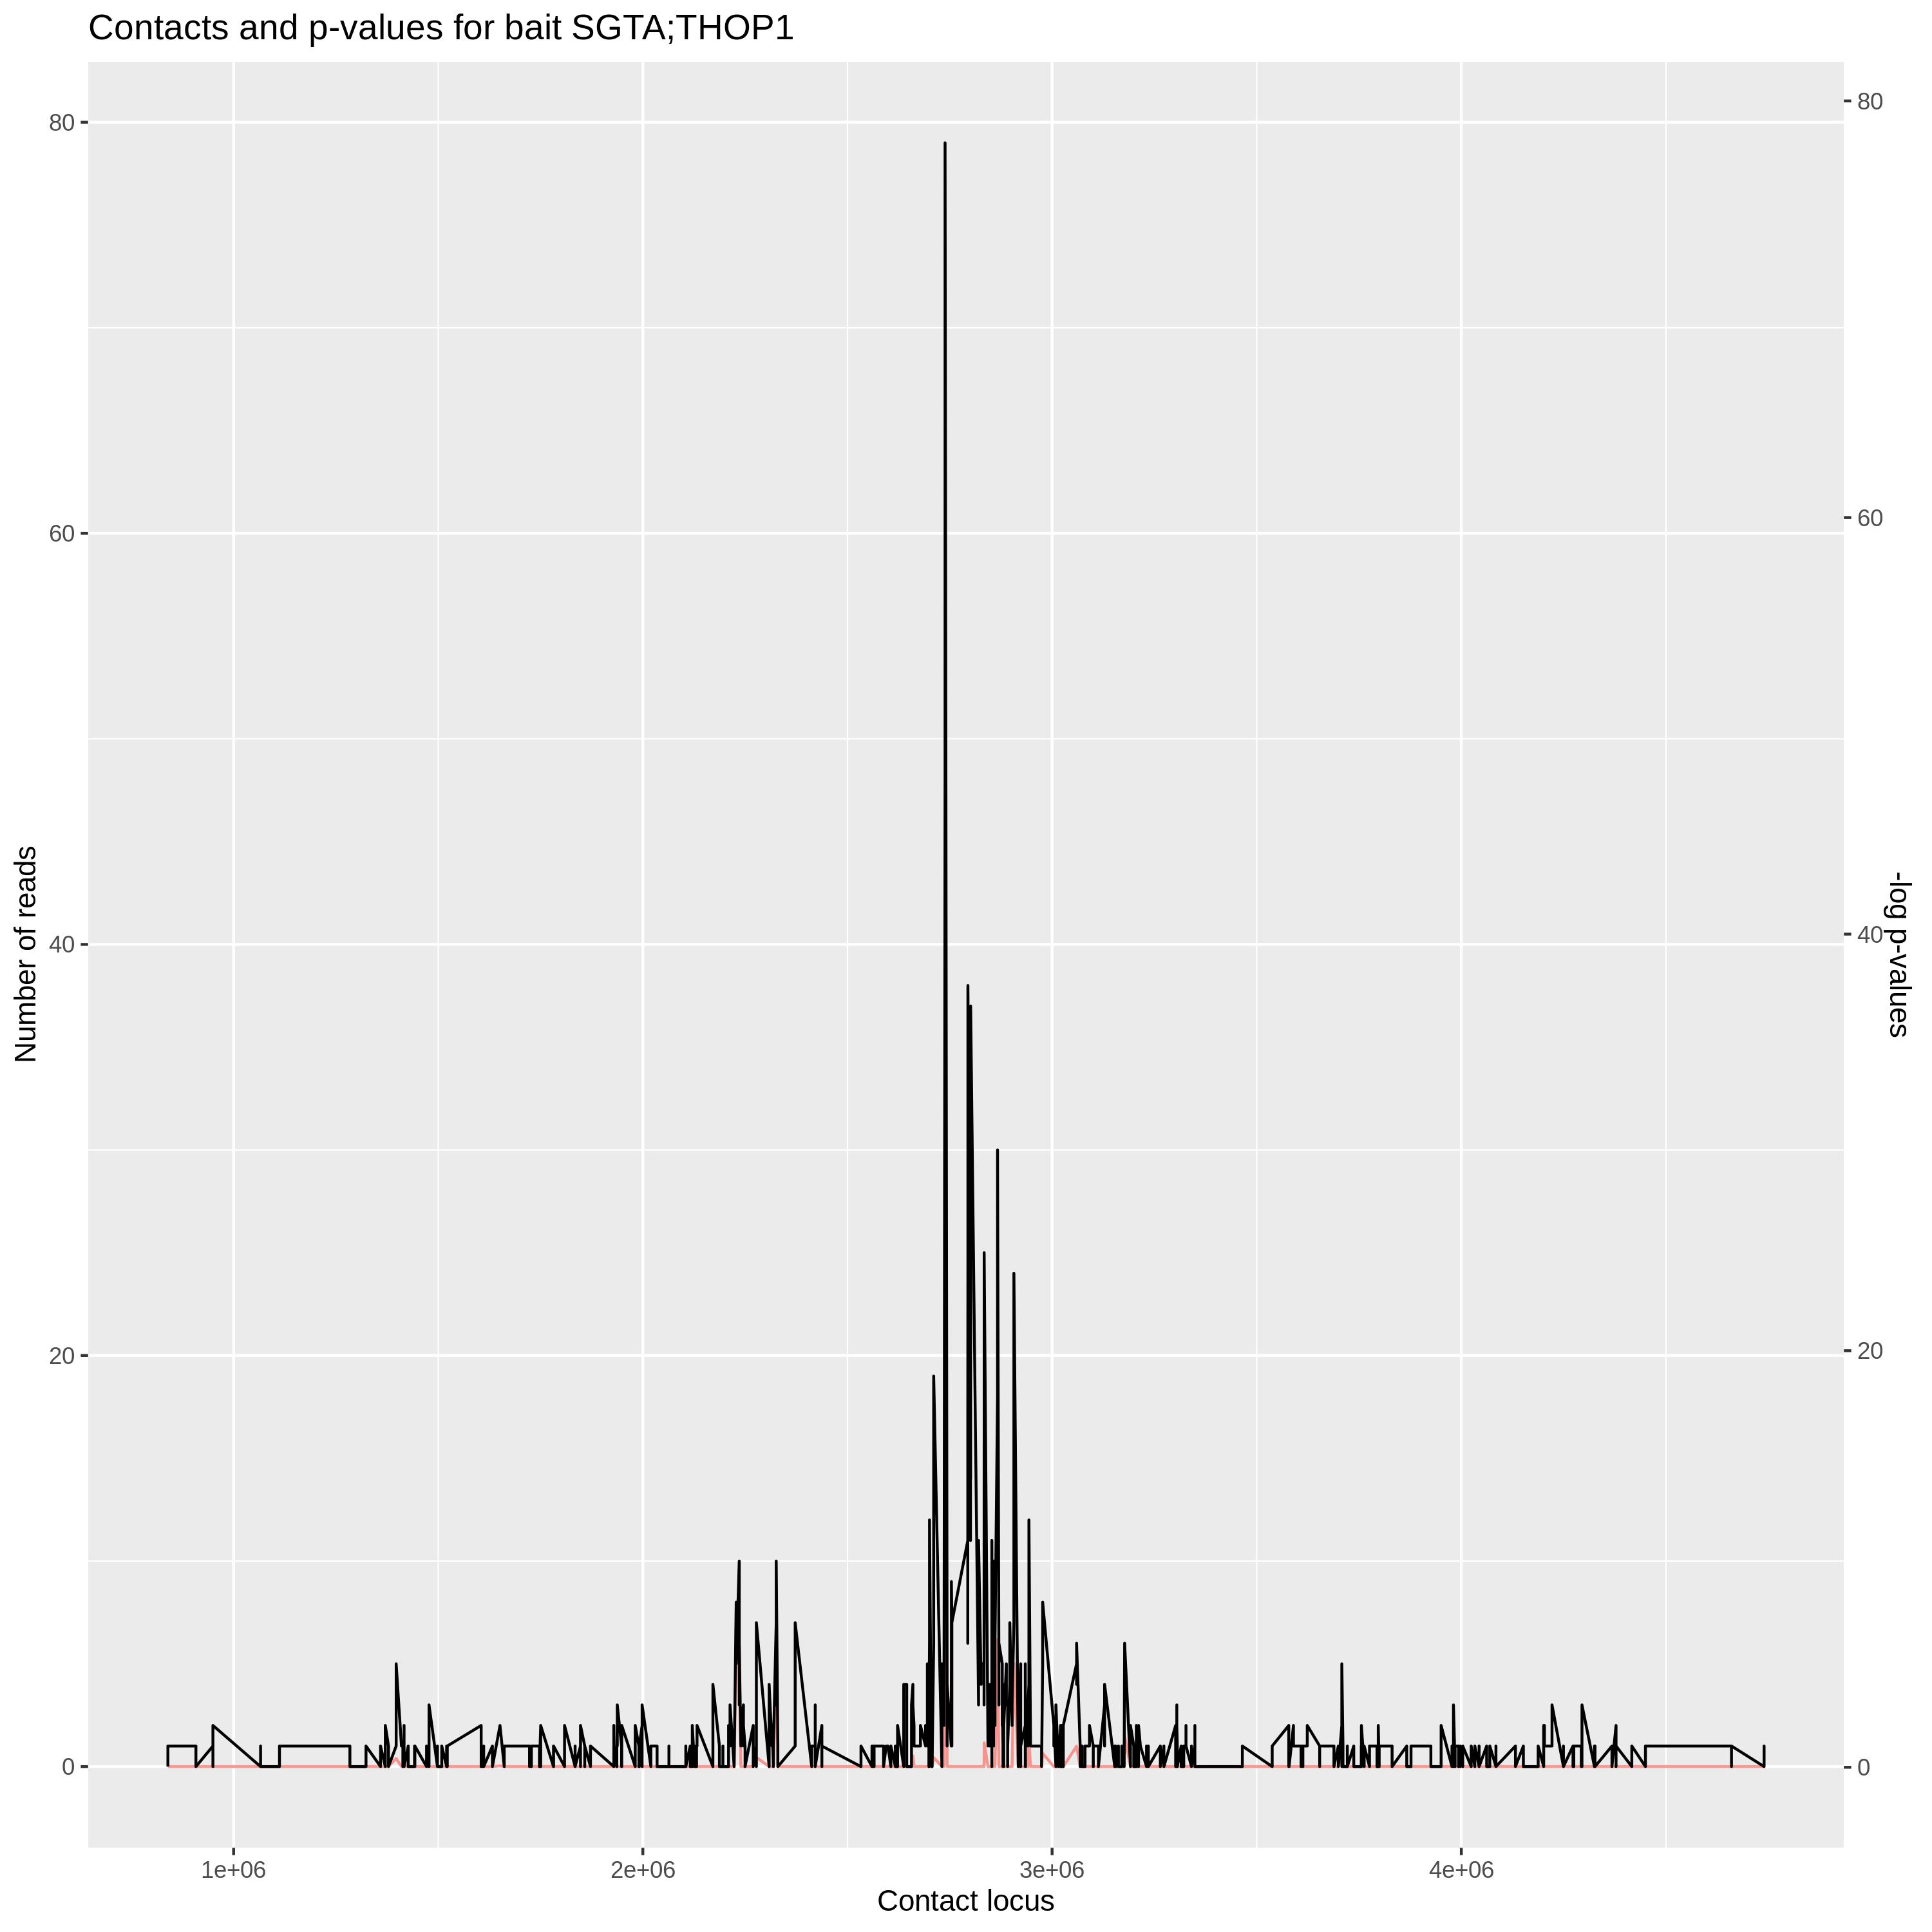 Contacts and p-values for bait SGTA;THOP1
80
60
40
20
0
Number of reads
80
60
40
20
0
-log p-values
1e+06
2e+06
3e+06
4e+06
Contact locus